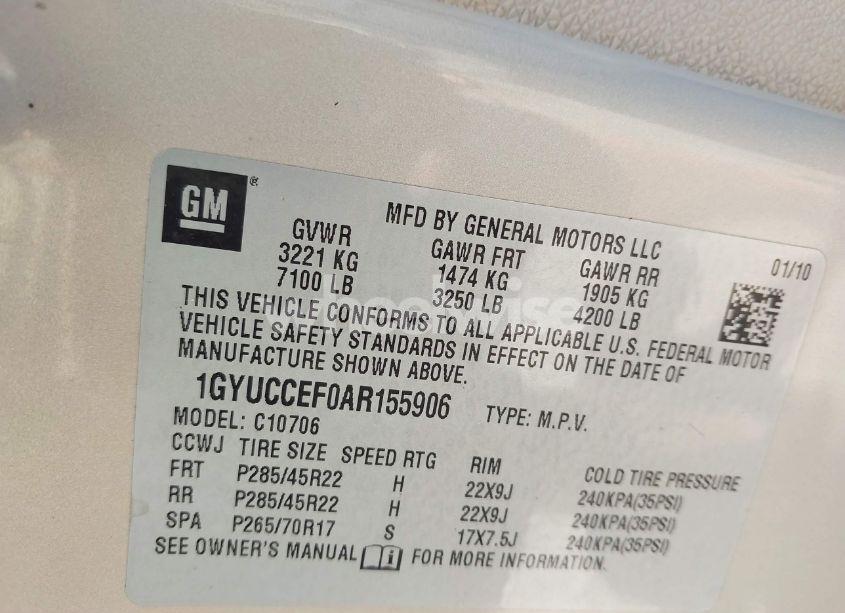 GM ®
MFD BY GENERAL MOTORS LLC
01/10
GVWR GAWR FRT GAWR RR
3221 KG 1474 KG 1905 KG
7100 LB 3250 LB 4200 LB
THIS VEHICLE CONFORMS TO ALL APPLICABLE U.S. FEDERAL MOTOR
VEHICLE SAFETY STANDARDS IN EFFECT ON THE DATE OF
MANUFACTURE SHOWN ABOVE.
1GYUCCEF0AR155906 TYPE: M.P.V.
MODEL: C10706
CCWJ TIRE SIZE SPEED RTG RIM COLD TIRE PRESSURE
FRT P285/45R22 H 22X9J 240KPA(35PSI)
RR P285/45R22 H 22X9J 240KPA(35PSI)
SPA P265/70R17 S 17X7.5J 240KPA(35PSI)
SEE OWNER'S MANUAL FOR MORE INFORMATION.